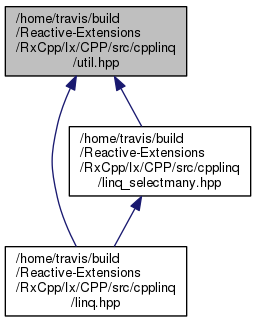 /home/travis/build
/Reactive-Extensions
/RxCpp/Ix/CPP/src/cpplinq
/util.hpp
/home/travis/build
/Reactive-Extensions
/RxCpp/Ix/CPP/src/cpplinq
/linq_selectmany.hpp
/home/travis/build
/Reactive-Extensions
/RxCpp/Ix/CPP/src/cpplinq
/linq.hpp